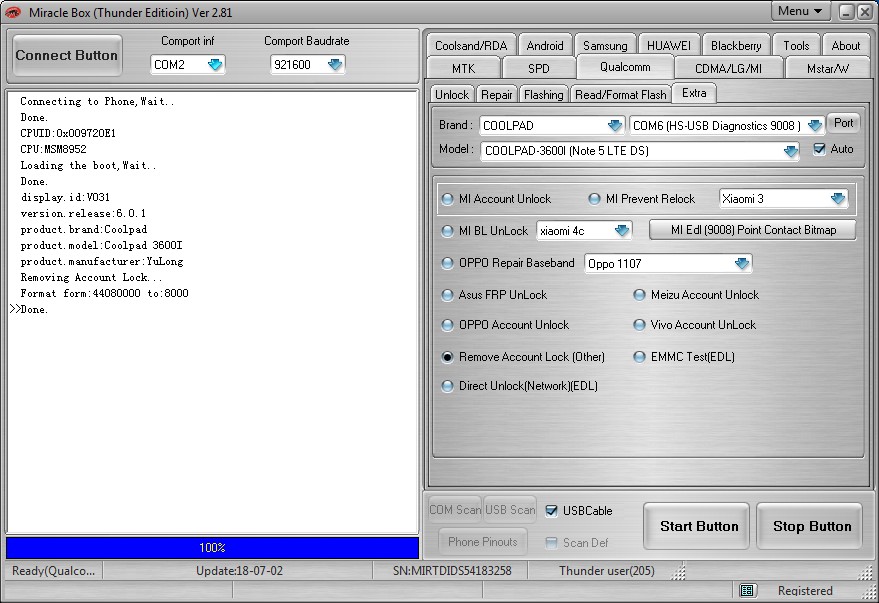 Miracle Box (Thunder Editioin) Ver 2.81
Menu
Connect Button
Comport inf
Comport Baudrate
COM2
921600
Connecting to Phone,Wait..
Done.
CPUID:0x009720E1
CPU:MSM8952
Loading the boot,Wait..
Done.
display.id:V031
version.release:6.0.1
product.brand:Coolpad
product.model:Coolpad 3600I
product.manufacturer:YuLong
Removing Account Lock...
Format form:44080000 to:8000
>>Done.
100%
Coolsand/RDA
Android
Samsung
HUAWEI
Blackberry
Tools
About
MTK
SPD
Qualcomm
CDMA/LG/MI
Mstar/W
Unlock
Repair
Flashing
Read/Format Flash
Extra
Brand :
COOLPAD
COM6 (HS-USB Diagnostics 9008 )
Port
Model :
COOLPAD-3600I (Note 5 LTE DS)
Auto
MI Account Unlock
MI Prevent Relock
Xiaomi 3
MI BL UnLock
xiaomi 4c
MI Edl (9008) Point Contact Bitmap
OPPO Repair Baseband
Oppo 1107
Asus FRP UnLock
Meizu Account Unlock
OPPO Account Unlock
Vivo Account UnLock
Remove Account Lock (Other)
EMMC Test(EDL)
Direct Unlock(Network)(EDL)
COM Scan
USB Scan
USBCable
Phone Pinouts
Scan Def
Start Button
Stop Button
Ready(Qualco...
Update:18-07-02
SN:MIRTDIDS54183258
Thunder user(205)
Registered